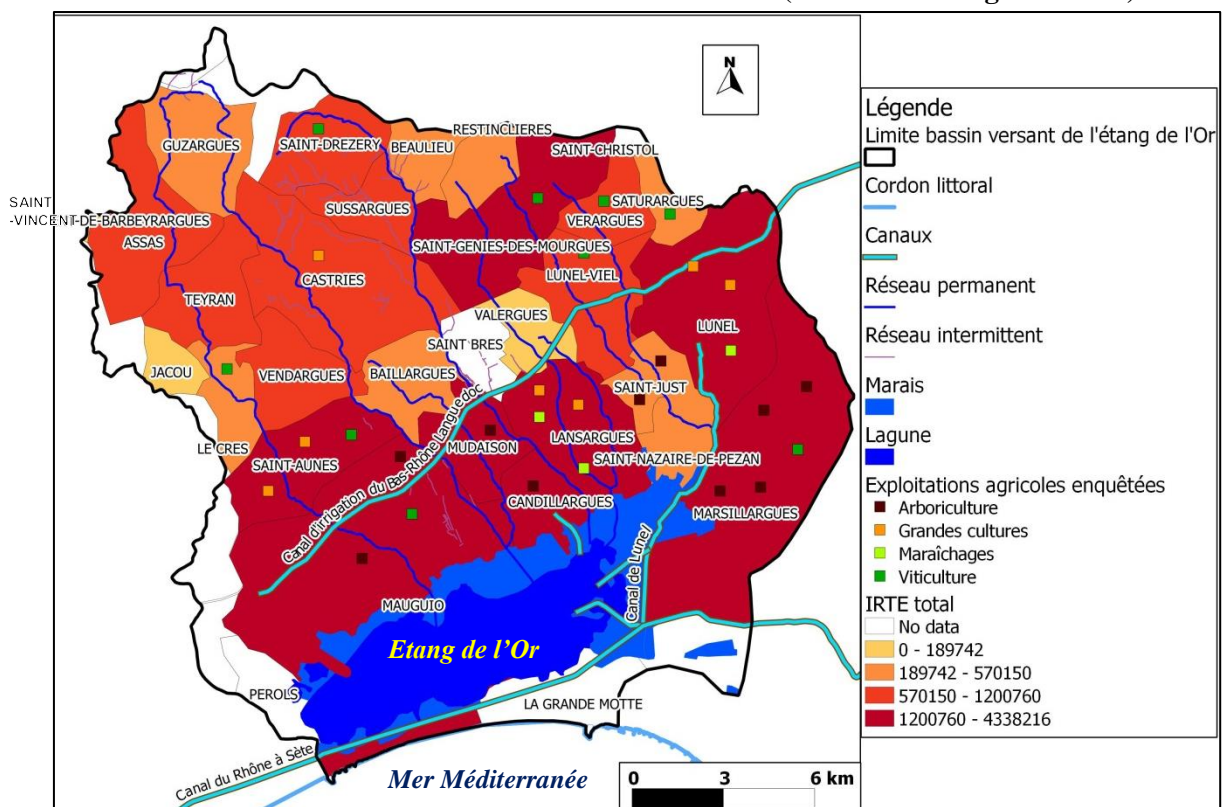 N
GUZARGUES
SAINT-DREZERY
BEAULIEU
RESTINCLIERES
SAINT-CHRISTOL
SAINT
-VINCENT-DE-BARBEYRARGUES
ASSAS
SUSSARGUES
SATURARGUES
VERARGUES
SAINT-GENIES-DES-MOURGUES
CASTRIES
LUNEL-VIEL
TEYRAN
VALERGUES
LUNEL
SAINT BRES
JACOU
VENDARGUES
BAILLARGUES
SAINT-JUST
LE CRES
SAINT-AUNES
MUDAISON
LANSARGUES
SAINT-NAZAIRE-DE-PEZAN
Canal d'irrigation du Bas-Rhône Languedoc
CANDILLARGUES
MARSILLARGUES
MAUGUIO
Canal de Lunel
Etang de l'Or
PEROLS
LA GRANDE MOTTE
Canal du Rhône à Sète
Mer Méditerranée
0 3 6 km
Légende
Limite bassin versant de l'étang de l'Or
Cordon littoral
Canaux
Réseau permanent
Réseau intermittent
Marais
Lagune
Exploitations agricoles enquêtées
Arboriculture
Grandes cultures
Maraîchages
Viticulture
IRTE total
No data
0 - 189742
189742 - 570150
570150 - 1200760
1200760 - 4338216